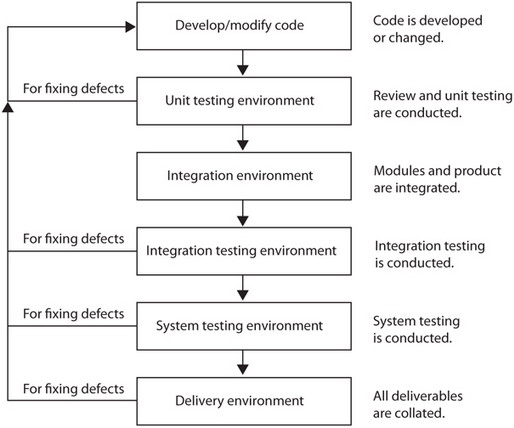 Develop/modify code
Code is developed
or changed.
For fixing defects
Unit testing environment
Review and unit testing
are conducted.
Integration environment
Modules and product
are integrated.
For fixing defects
Integration testing environment
Integration testing
is conducted.
For fixing defects
System testing environment
System testing
is conducted.
For fixing defects
Delivery environment
All deliverables
are collated.